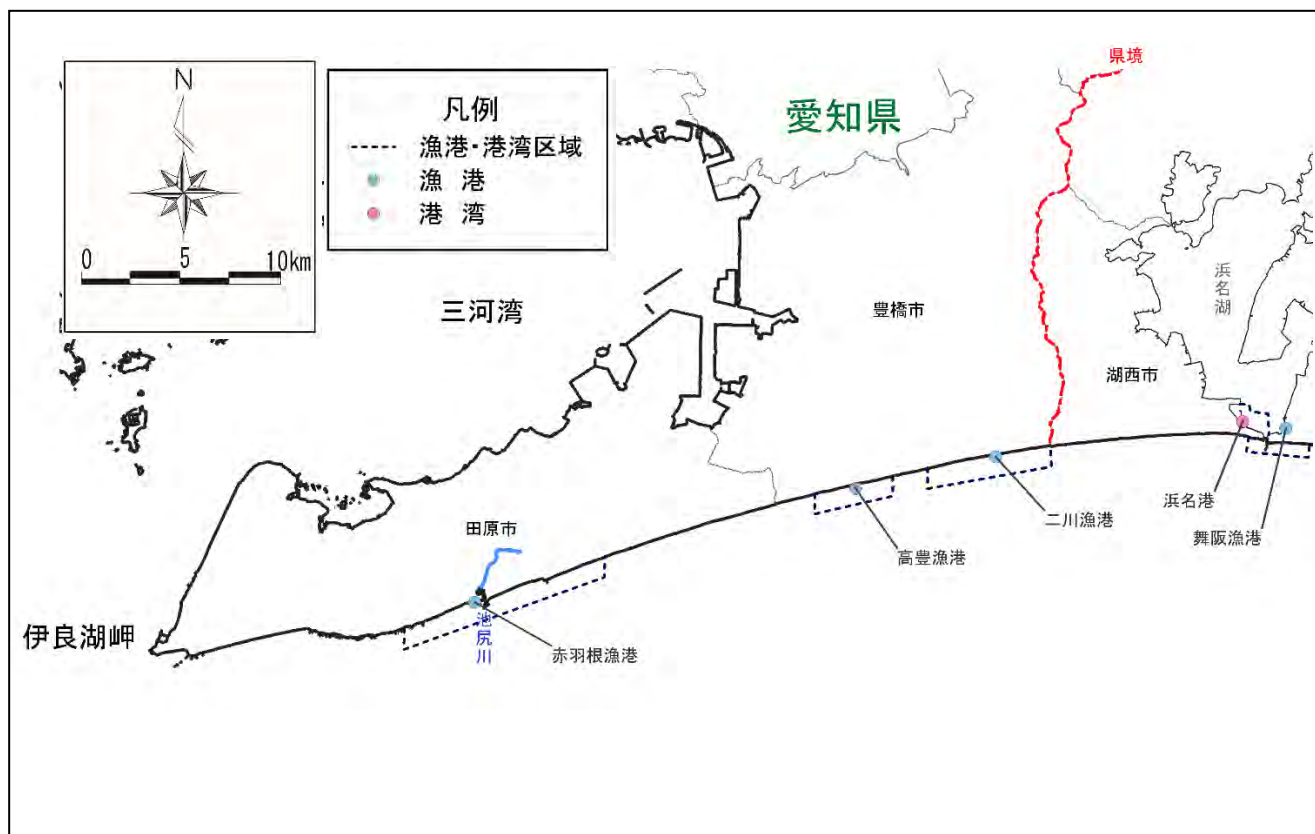 N
0
5
10km
凡例
漁港・港湾区域
漁 港
港 湾
県境
愛知県
三河湾
豊橋市
浜名湖
湖西市
浜名港
舞阪漁港
二川漁港
高豊漁港
田原市
池尻川
赤羽根漁港
伊良湖岬